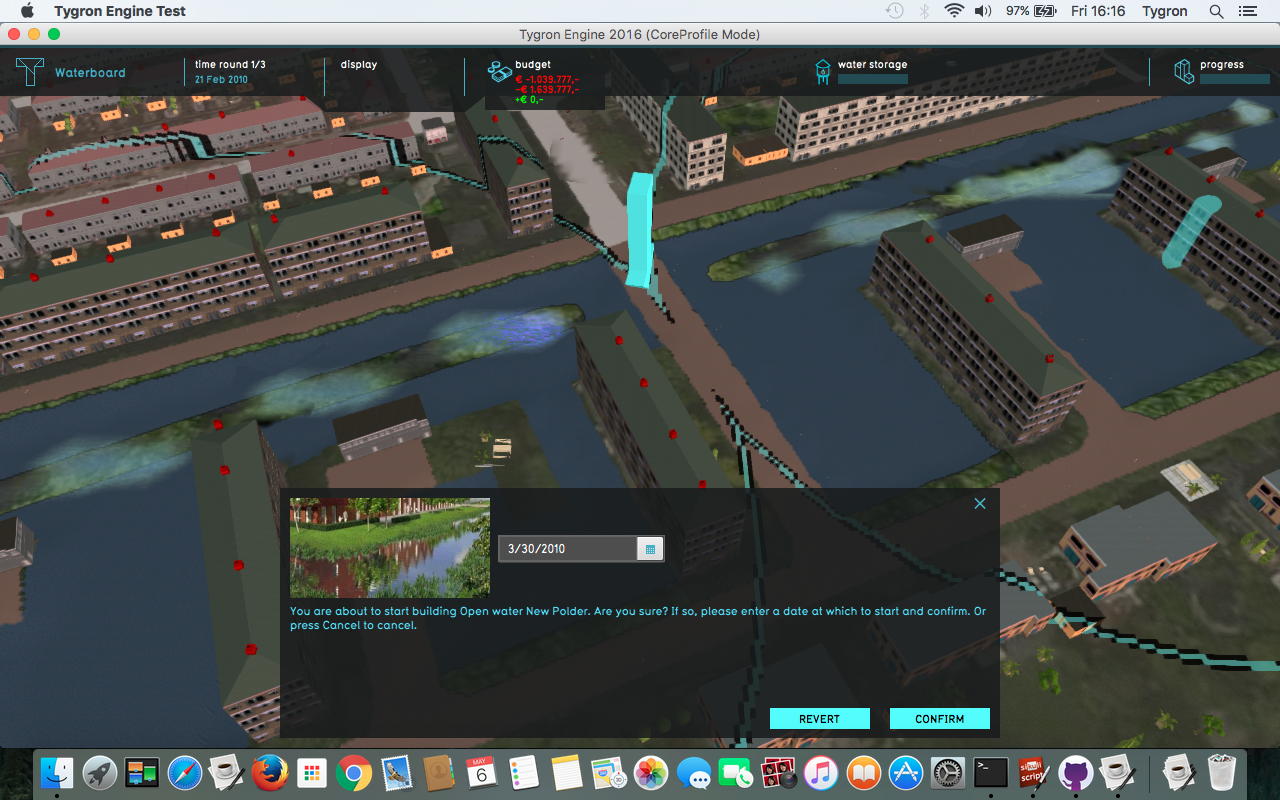 Tygron Engine Test
97%
Fri 16:16
Tygron
Tygron Engine 2016 (CoreProfile Mode)
Waterboard
time round 1/3
21 Feb 2010
display
budget
€ -1.039.777,-
-€ 1.639.777,-
+€ 0,-
water storage
progress
3/30/2010
You are about to start building Open water New Polder. Are you sure? If so, please enter a date at which to start and confirm. Or
press Cancel to cancel.
REVERT
CONFIRM
MAY
6